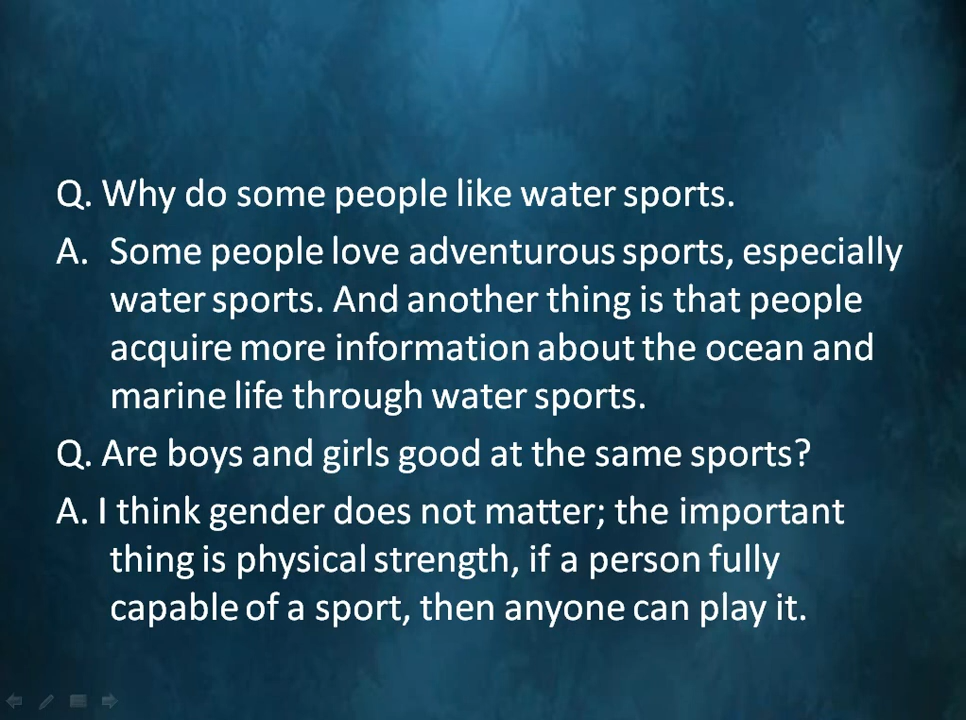 Q. Why do some people like water sports.
A. Some people love adventurous sports, especially
water sports. And another thing is that people
acquire more information about the ocean and
marine life through water sports.
Q. Are boys and girls good at the same sports?
A. I think gender does not matter; the important
thing is physical strength, if a person fully
capable of a sport, then anyone can play it.